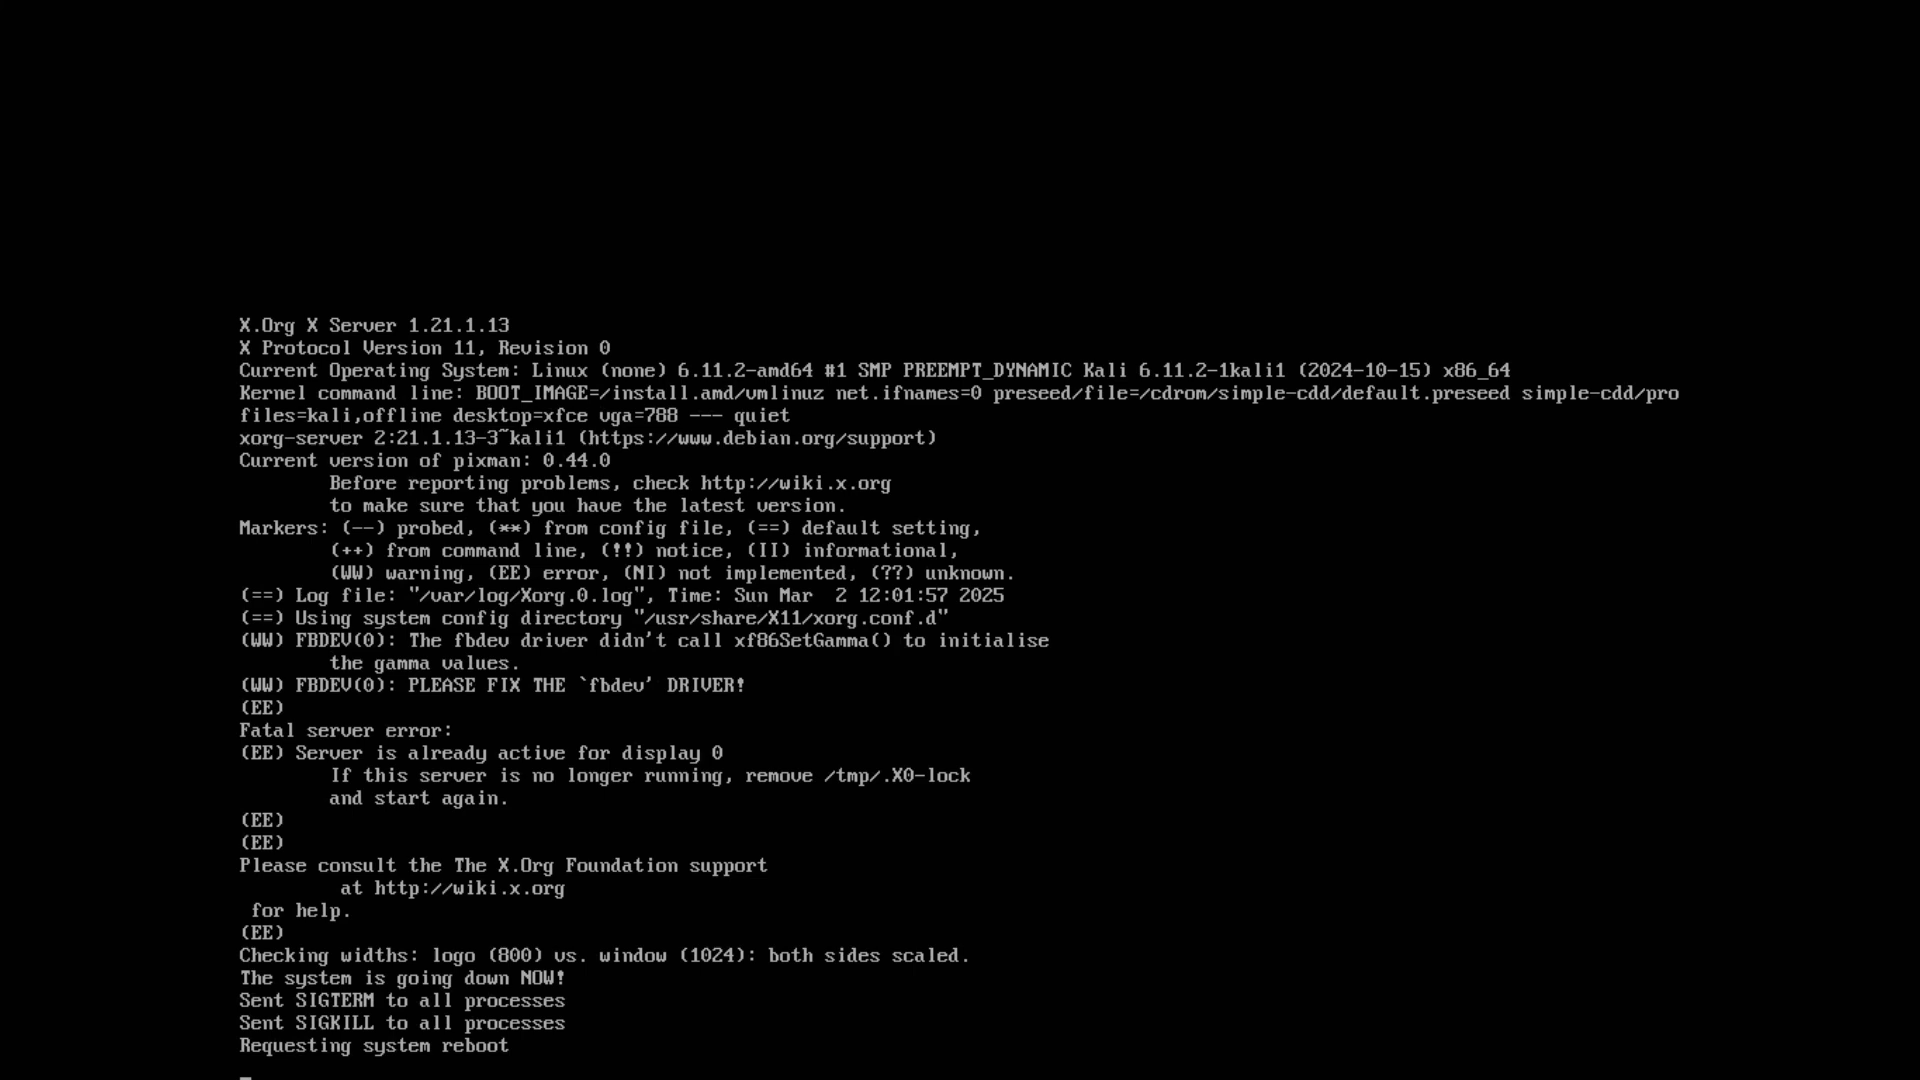 X.Org X Server 1.21.1.13
X Protocol Version 11, Revision 0
Current Operating System: Linux (none) 6.11.2-amd64 #1 SMP PREEMPT_DYNAMIC Kali 6.11.2-1kali1 (2024-10-15) x86_64
Kernel command line: BOOT_IMAGE=/install.amd/vmlinuz net.ifnames=0 preseed/file=/cdrom/simple-cdd/default.preseed simple-cdd/pro
files=kali,offline desktop=xfce vga=788 --- quiet
xorg-server 2:21.1.13-3~kali1 (https://www.debian.org/support)
Current version of pixman: 0.44.0
Before reporting problems, check http://wiki.x.org
to make sure that you have the latest version.
Markers: (--) probed, (**) from config file, (==) default setting,
(++) from command line, (!!) notice, (II) informational,
(WW) warning, (EE) error, (NI) not implemented, (??) unknown.
(==) Log file: "/var/log/Xorg.0.log", Time: Sun Mar  2 12:01:57 2025
(==) Using system config directory "/usr/share/X11/xorg.conf.d"
(WW) FBDEV(0): The fbdev driver didn't call xf86SetGamma() to initialise
the gamma values.
(WW) FBDEV(0): PLEASE FIX THE `fbdev' DRIVER!
(EE)
Fatal server error:
(EE) Server is already active for display 0
If this server is no longer running, remove /tmp/.X0-lock
and start again.
(EE)
(EE)
Please consult the The X.Org Foundation support
at http://wiki.x.org
for help.
(EE)
Checking widths: logo (800) vs. window (1024): both sides scaled.
The system is going down NOW!
Sent SIGTERM to all processes
Sent SIGKILL to all processes
Requesting system reboot